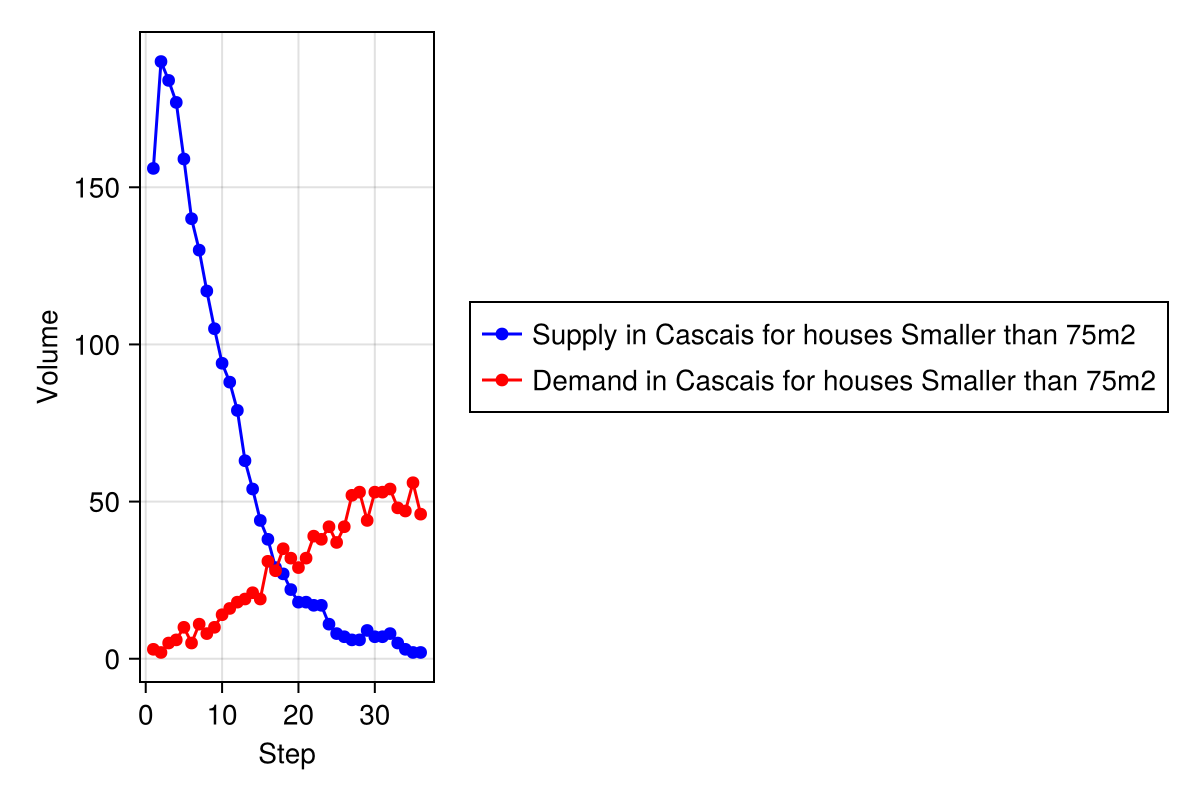 Volume
150
100
50
0
0 10 20 30
Step
Supply in Cascais for houses Smaller than 75m2
Demand in Cascais for houses Smaller than 75m2